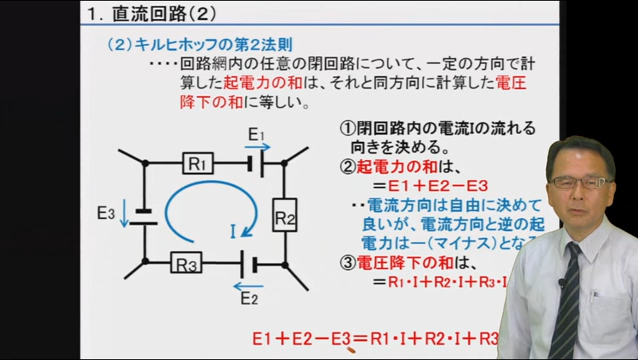 1．直流回路(2)
(2)キルヒホッフの第2法則
････回路網内の任意の閉回路について、一定の方向で計
算した起電力の和は、それと同方向に計算した電圧
降下の和に等しい。
①閉回路内の電流Iの流れる
向きを決める。
②起電力の和は、
＝E1＋E2－E3
‥電流方向は自由に決めて
良いが、電流方向と逆の起
電力は－(マイナス)となる
③電圧降下の和は、
＝R1･I＋R2･I＋R3･I
E1
R1
E3
R2
I
R3
E2
E1＋E2－E3＝R1･I＋R2･I＋R3